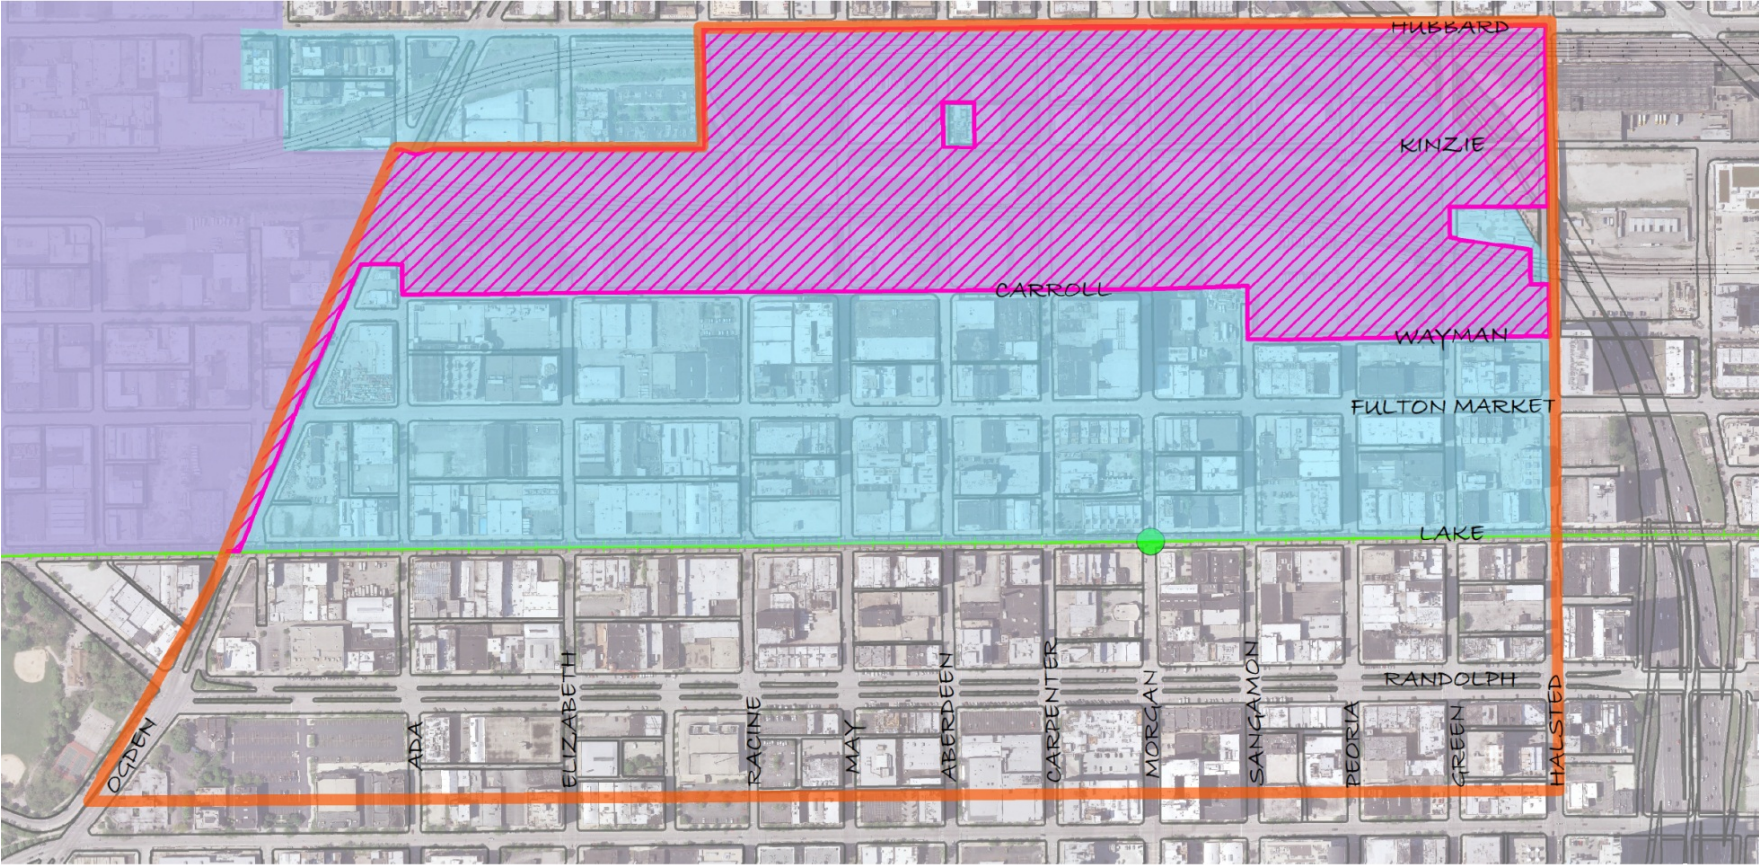 HUBBARD
KINZIE
CARROLL
WAYMAN
FULTON MARKET
LAKE
RANDOLPH
OGDEN
ADA
ELIZABETH
RACINE
MAY
ABERDEEN
CARPENTER
MORGAN
SANGAMON
PEORIA
GREEN
HALSTED